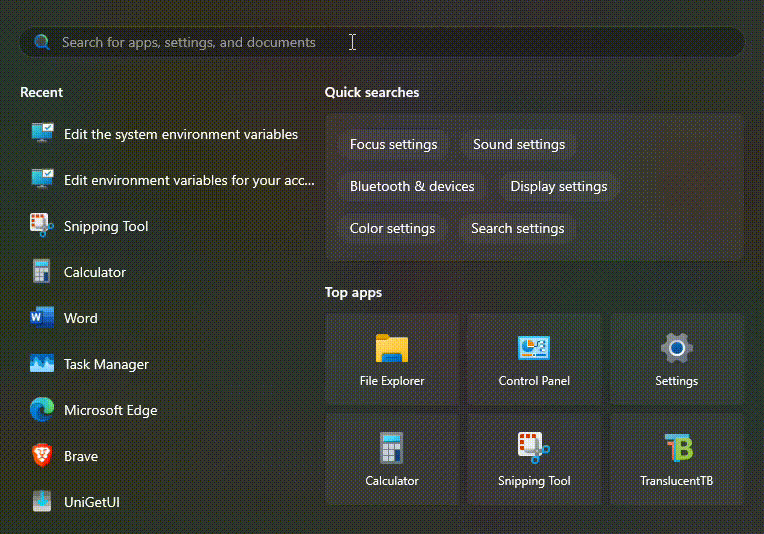 Search for apps, settings, and documents
Recent
Edit the system environment variables
Edit environment variables for your acc...
Snipping Tool
Calculator
Word
Task Manager
Microsoft Edge
Brave
UniGetUI
Quick searches
Focus settings
Sound settings
Bluetooth & devices
Display settings
Color settings
Search settings
Top apps
File Explorer
Control Panel
Settings
Calculator
Snipping Tool
TranslucentTB